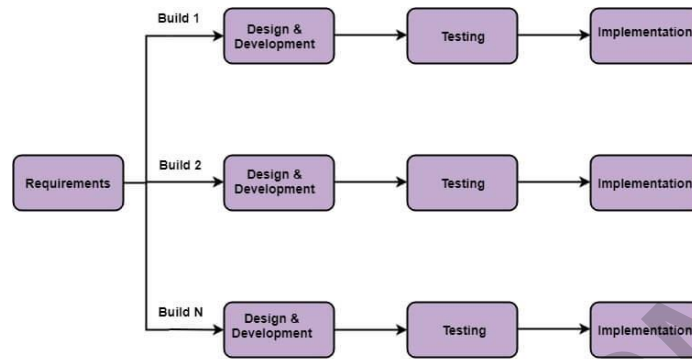 Build 1
Design &
Development
Testing
Implementation
Build 2
Requirements
Design &
Development
Testing
Implementation
Build N
Design &
Development
Testing
Implementation